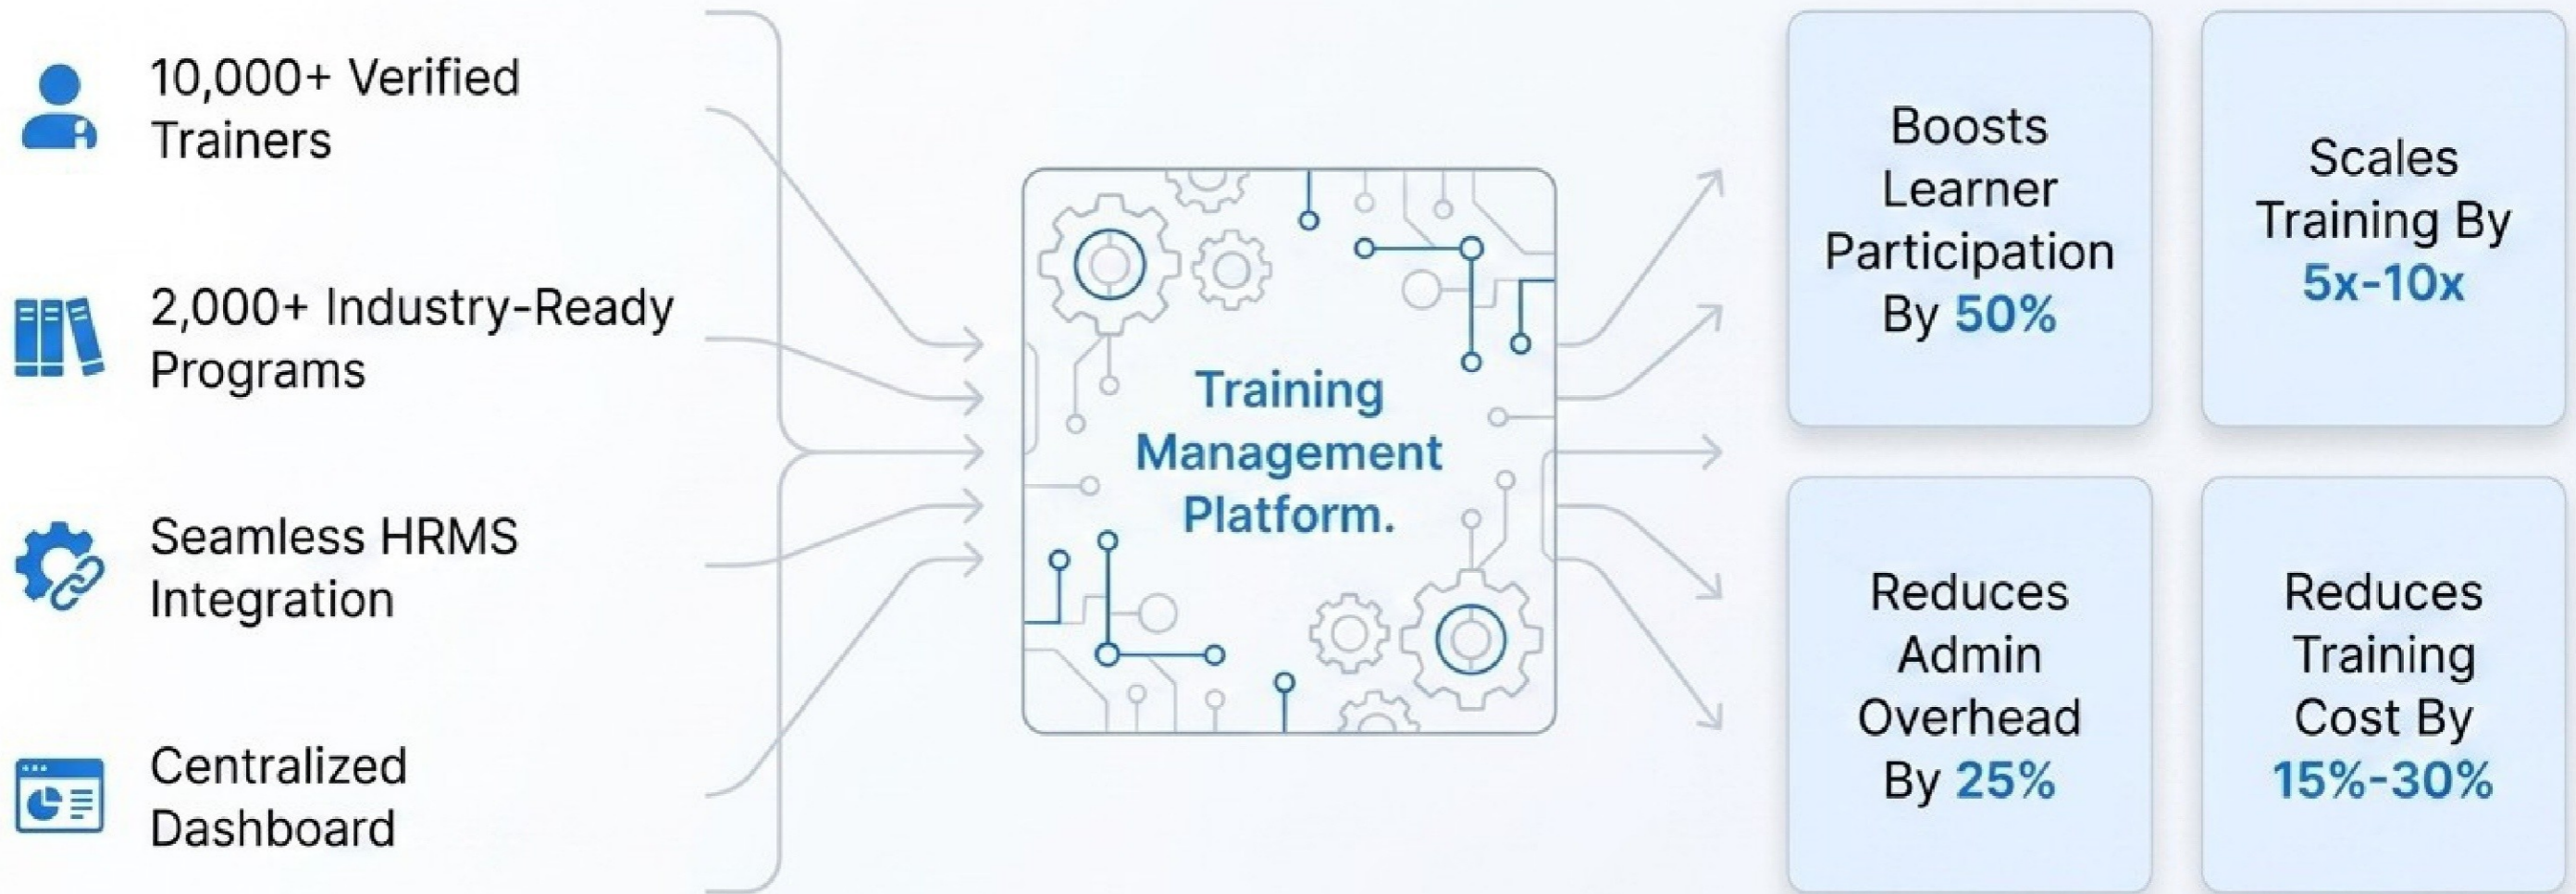 10,000+ Verified
Trainers
2,000+ Industry-Ready
Programs
Seamless HRMS
Integration
Centralized
Dashboard
Training
Management
Platform.
Boosts
Learner
Participation
By 50%
Scales
Training By
5x-10x
Reduces
Admin
Overhead
By 25%
Reduces
Training
Cost By
15%-30%